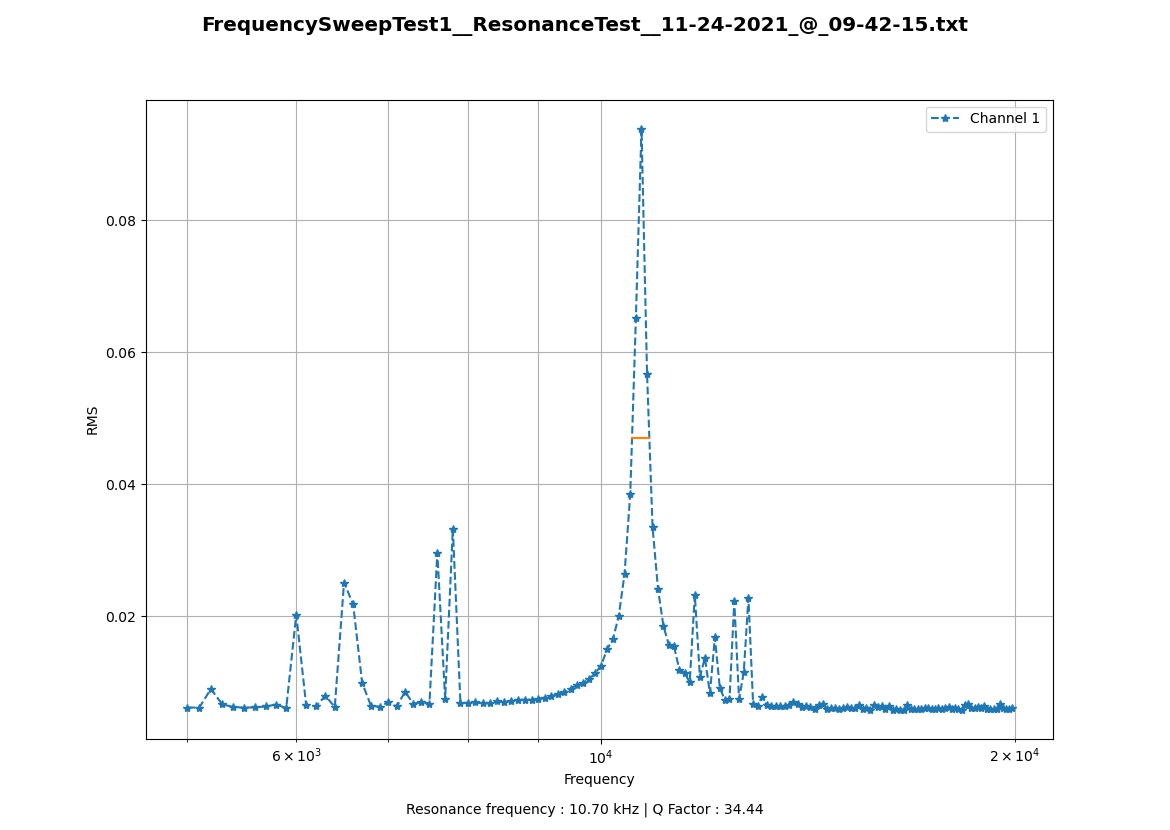 FrequencySweepTest1__ResonanceTest__11-24-2021_@_09-42-15.txt
Channel 1
0.08
0.06
0.04
0.02
RMS
6 × 10³
10⁴
2 × 10⁴
Frequency
Resonance frequency : 10.70 kHz | Q Factor : 34.44